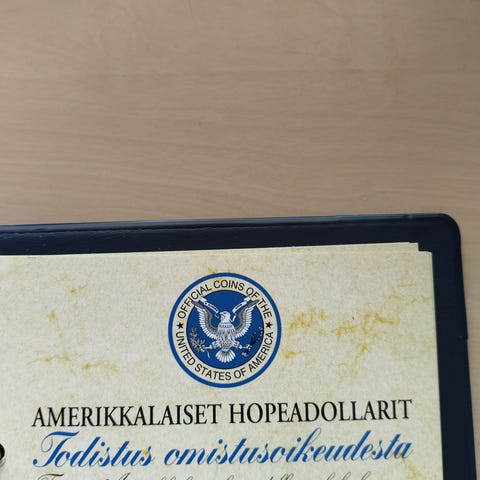 OFFICIAL COINS OF THE
UNITED STATES OF AMERICA
AMERIKKALAISET HOPEADOLLARIT
Todistus omistusoikeudesta